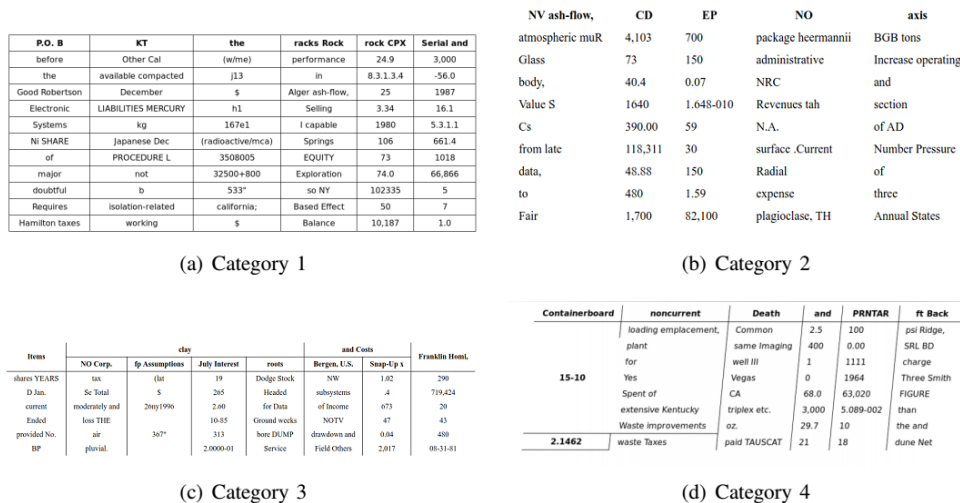 P.O. B KT the racks Rock rock CPX Serial and
before Other Cal (w/me) performance 24.9 3,000
the available compacted J13 in 8.3.1.3.4 -56.0
Good Robertson December $ Alger ash-flow, 25 1987
Electronic LIABILITIES MERCURY h1 Selling 3.34 16.1
Systems kg 167e1 I capable 1980 5.3.1.1
Ni SHARE Japanese Dec (radioactive/mca) Springs 106 661.4
of PROCEDURE L 3508005 EQUITY 73 1018
major not 32500+800 Exploration 74.0 66,866
doubtful b 533" so NY 102335 5
Requires isolation-related california; Based Effect 50 7
Hamilton taxes working $ Balance 10,187 1.0
(a) Category 1
NV ash-flow, CD EP NO axis
atmospheric muR 4,103 700 package heermannii BGB tons
Glass 73 150 administrative Increase operating
body, 40.4 0.07 NRC and
Value S 1640 1.648-010 Revenues tah section
Cs 390.00 59 N.A. of AD
from late 118,311 30 surface .Current Number Pressure
data, 48.88 150 Radial of
to 480 1.59 expense three
Fair 1,700 82,100 plagioclase, TH Annual States
(b) Category 2
clay and Costs
Items Franklin Homi,
NO Corp. fp Assumptions July Interest roots Bergen, U.S. Snap-Up x
shares YEARS tax (lat 19 Dodge Stock NW 1.02 290
D Jan. Se Total $ 265 Headed subsystems .4 719,424
current moderately and 26ny1996 2.60 for Data of Income 673 20
Ended loss THE 10-85 Ground weeks NOTV 47 43
provided No. air 367" 313 bore DUMP drawdown and 0.04 480
BP pluvial. 2.0000-01 Service Field Others 2,017 08-31-81
(c) Category 3
Containerboard noncurrent Death and PRNTAR ft Back
loading emplacement, Common 2.5 100 psi Ridge,
plant same Imaging 400 0.00 SRL BD
for well III 1 1111 charge
15-10 Yes Vegas 0 1964 Three Smith
Spent of CA 68.0 63,020 FIGURE
extensive Kentucky triplex etc. 3,000 5.089-002 than
Waste improvements oz. 29.7 10 the and
2.1462 waste Taxes paid TAUSCAT 21 18 dune Net
(d) Category 4